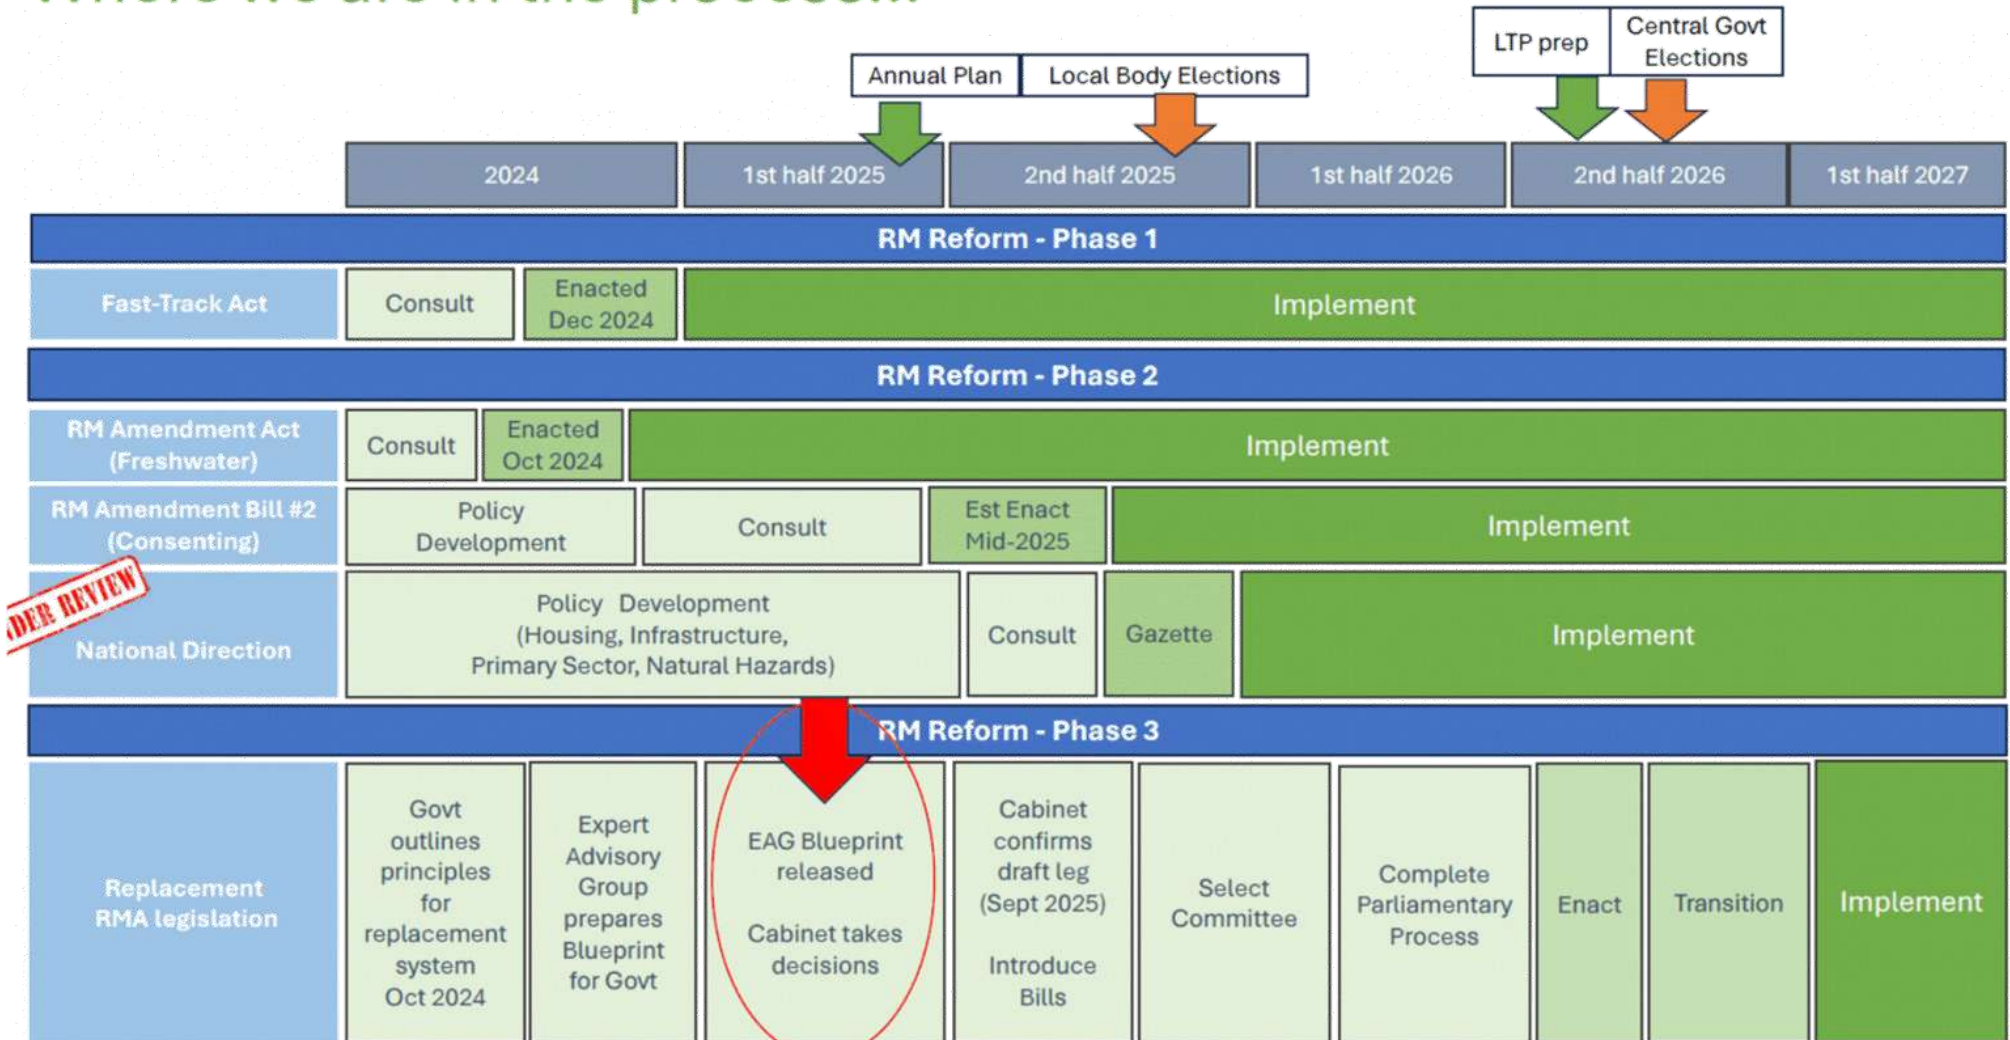 Where we are in the process...
LTP prep
Central Govt
Elections
Annual Plan
Local Body Elections
2024
1st half 2025
2nd half 2025
1st half 2026
2nd half 2026
1st half 2027
RM Reform - Phase 1
Fast-Track Act
Consult
Enacted
Dec 2024
Implement
RM Reform - Phase 2
RM Amendment Act
(Freshwater)
Consult
Enacted
Oct 2024
Implement
RM Amendment Bill #2
(Consenting)
Policy
Development
Consult
Est Enact
Mid-2025
Implement
DER REVIEW
National Direction
Policy Development
(Housing, Infrastructure,
Primary Sector, Natural Hazards)
Consult
Gazette
Implement
RM Reform - Phase 3
Replacement
RMA legislation
Govt
outlines
principles
for
replacement
system
Oct 2024
Expert
Advisory
Group
prepares
Blueprint
for Govt
EAG Blueprint
released
Cabinet takes
decisions
Cabinet
confirms
draft leg
(Sept 2025)
Introduce
Bills
Select
Committee
Complete
Parliamentary
Process
Enact
Transition
Implement